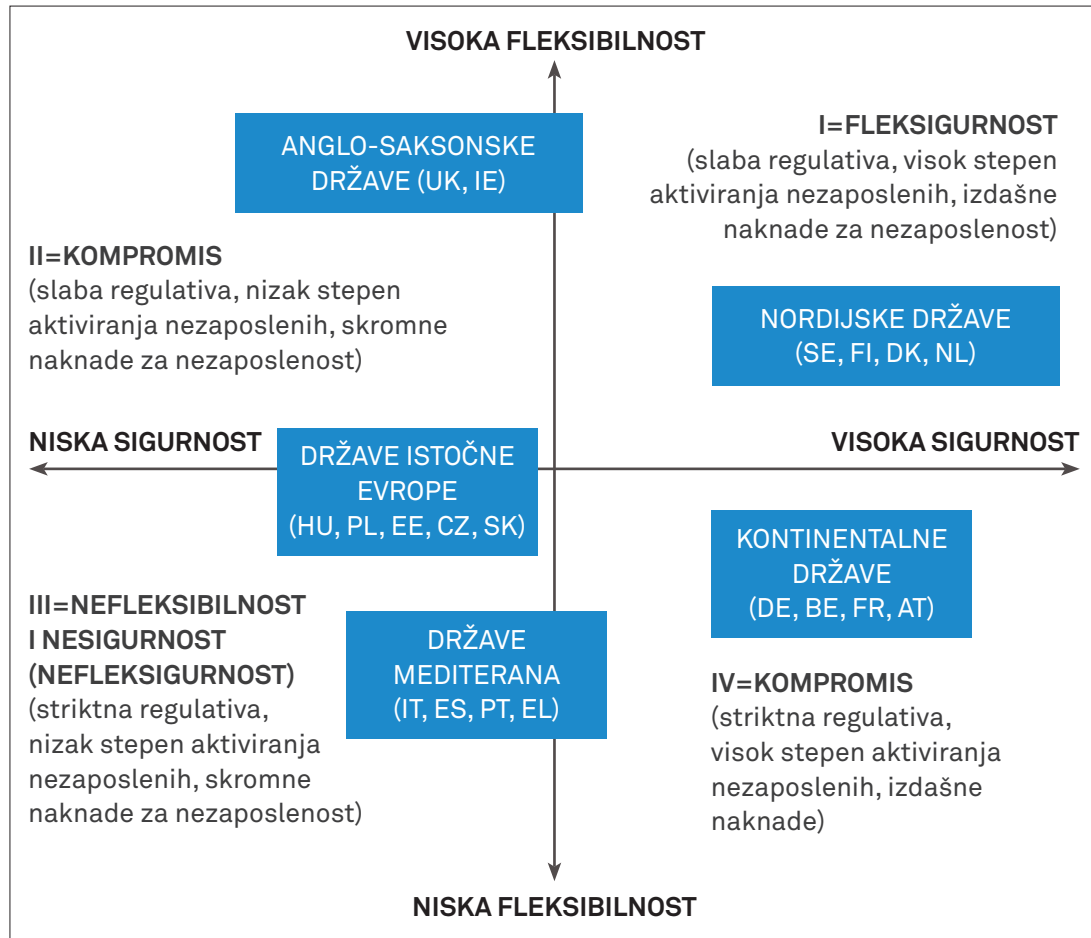 VISOKA FLEKSIBILNOST
ANGLO-SAKSONSKE
DRŽAVE (UK, IE)
I=FLEKSIGURNOST
(slaba regulativa, visok stepen
aktiviranja nezaposlenih, izdašne
naknade za nezaposlenost)
II=KOMPROMIS
(slaba regulativa, nizak stepen
aktiviranja nezaposlenih, skromne
naknade za nezaposlenost)
NORDIJSKE DRŽAVE
(SE, FI, DK, NL)
NISKA SIGURNOST
VISOKA SIGURNOST
DRŽAVE ISTOČNE
EVROPE
(HU, PL, EE, CZ, SK)
KONTINENTALNE
DRŽAVE
(DE, BE, FR, AT)
III=NEFLEKSIBILNOST
I NESIGURNOST
(NEFLEKSIGURNOST)
(striktna regulativa,
nizak stepen aktiviranja
nezaposlenih, skromne
naknade za nezaposlenost)
DRŽAVE
MEDITERANA
(IT, ES, PT, EL)
IV=KOMPROMIS
(striktna regulativa,
visok stepen aktiviranja
nezaposlenih, izdašne
naknade)
NISKA FLEKSIBILNOST